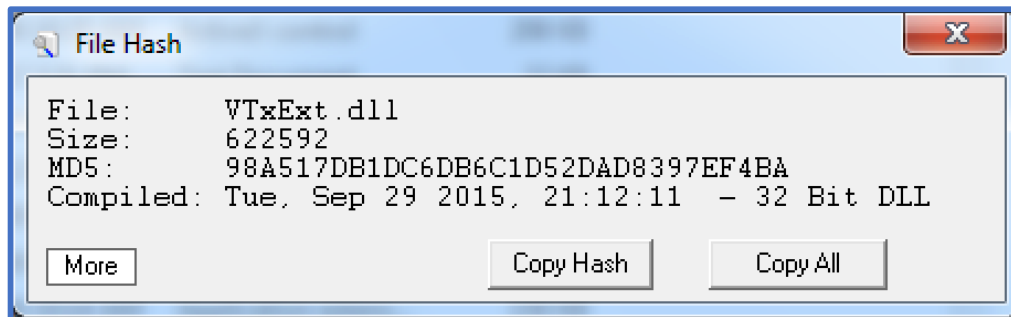 File Hash
File: VTxExt.dll
Size: 622592
MD5: 98A517DB1DC6DB6C1D52DAD8397EF4BA
Compiled: Tue, Sep 29 2015, 21:12:11 – 32 Bit DLL
More
Copy Hash
Copy All